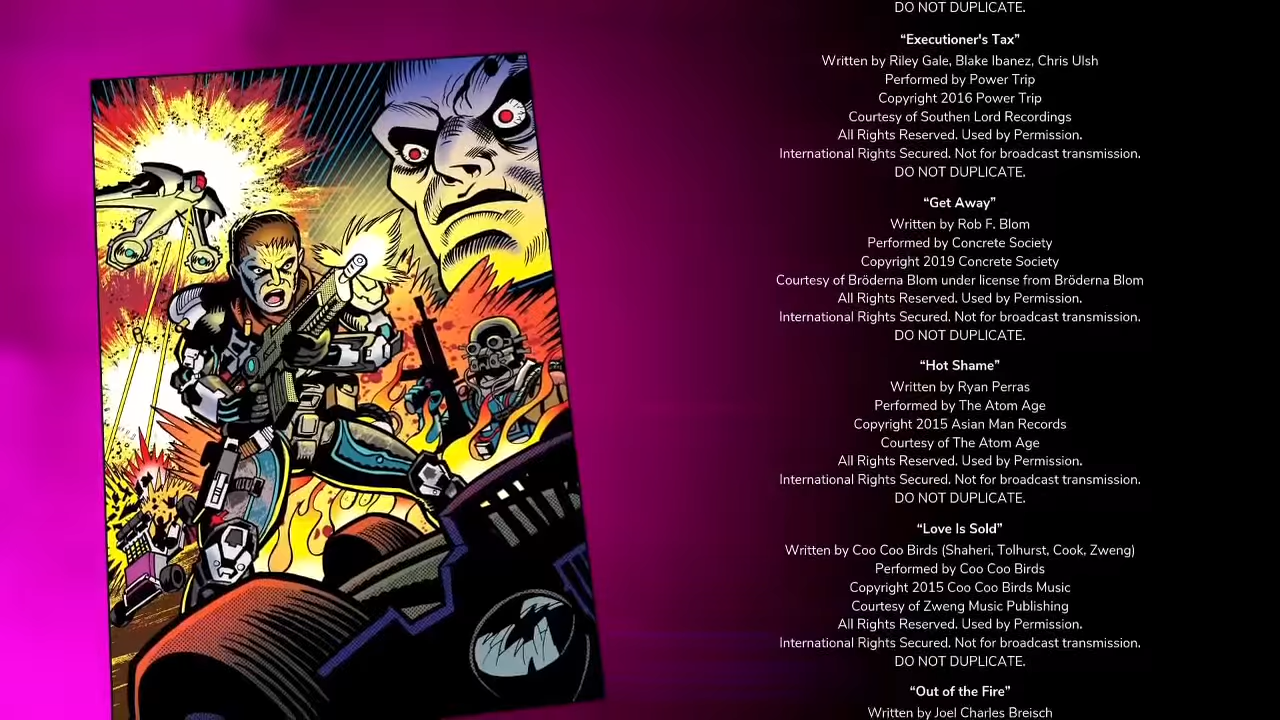 DO NOT DUPLICATE.
“Executioner's Tax”
Written by Riley Gale, Blake Ibanez, Chris Ulsh
Performed by Power Trip
Copyright 2016 Power Trip
Courtesy of Southen Lord Recordings
All Rights Reserved. Used by Permission.
International Rights Secured. Not for broadcast transmission.
DO NOT DUPLICATE.
“Get Away”
Written by Rob F. Blom
Performed by Concrete Society
Copyright 2019 Concrete Society
Courtesy of Bröderna Blom under license from Bröderna Blom
All Rights Reserved. Used by Permission.
International Rights Secured. Not for broadcast transmission.
DO NOT DUPLICATE.
“Hot Shame”
Written by Ryan Perras
Performed by The Atom Age
Copyright 2015 Asian Man Records
Courtesy of The Atom Age
All Rights Reserved. Used by Permission.
International Rights Secured. Not for broadcast transmission.
DO NOT DUPLICATE.
“Love Is Sold”
Written by Coo Coo Birds (Shaheri, Tolhurst, Cook, Zweng)
Performed by Coo Coo Birds
Copyright 2015 Coo Coo Birds Music
Courtesy of Zweng Music Publishing
All Rights Reserved. Used by Permission.
International Rights Secured. Not for broadcast transmission.
DO NOT DUPLICATE.
“Out of the Fire”
Written by Joel Charles Breisch